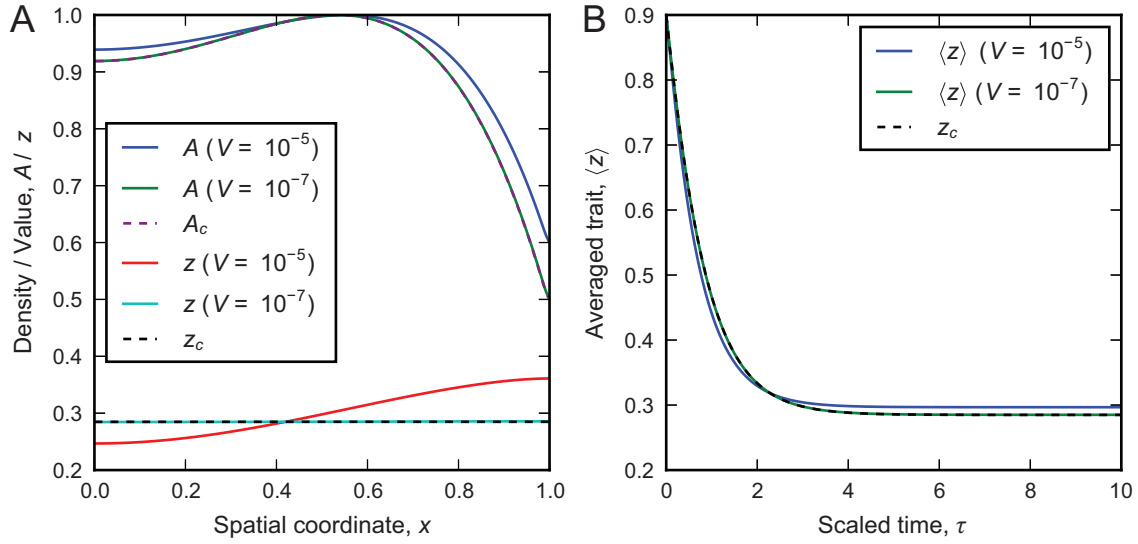 A
Density / Value, A / z
1.0
0.9
0.8
0.7
0.6
0.5
0.4
0.3
0.2
A (V = 10⁻⁵)
A (V = 10⁻⁷)
A_c
z (V = 10⁻⁵)
z (V = 10⁻⁷)
z_c
0.0 0.2 0.4 0.6 0.8 1.0
Spatial coordinate, x
B
Averaged trait, ⟨z⟩
0.9
0.8
0.7
0.6
0.5
0.4
0.3
0.2
⟨z⟩ (V = 10⁻⁵)
⟨z⟩ (V = 10⁻⁷)
z_c
0 2 4 6 8 10
Scaled time, τ